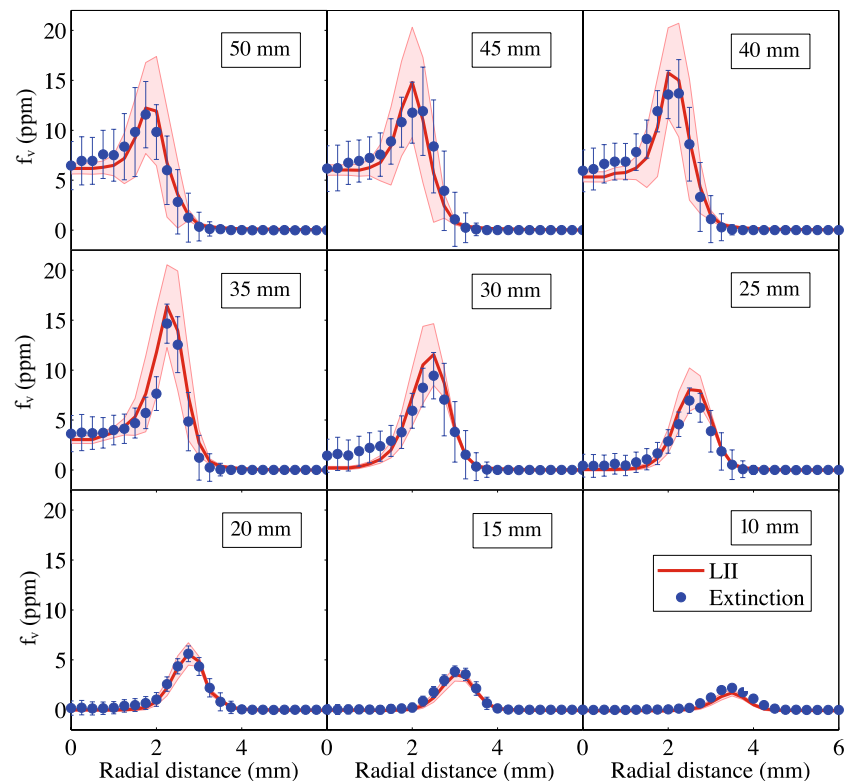 50 mm 45 mm 40 mm
f_v (ppm) 20 15 10 5 0
35 mm 30 mm 25 mm
f_v (ppm) 20 15 10 5 0
20 mm 15 mm 10 mm
LII
Extinction
f_v (ppm) 20 15 10 5 0
0 2 4 0 2 4 0 2 4 6
Radial distance (mm) Radial distance (mm) Radial distance (mm)